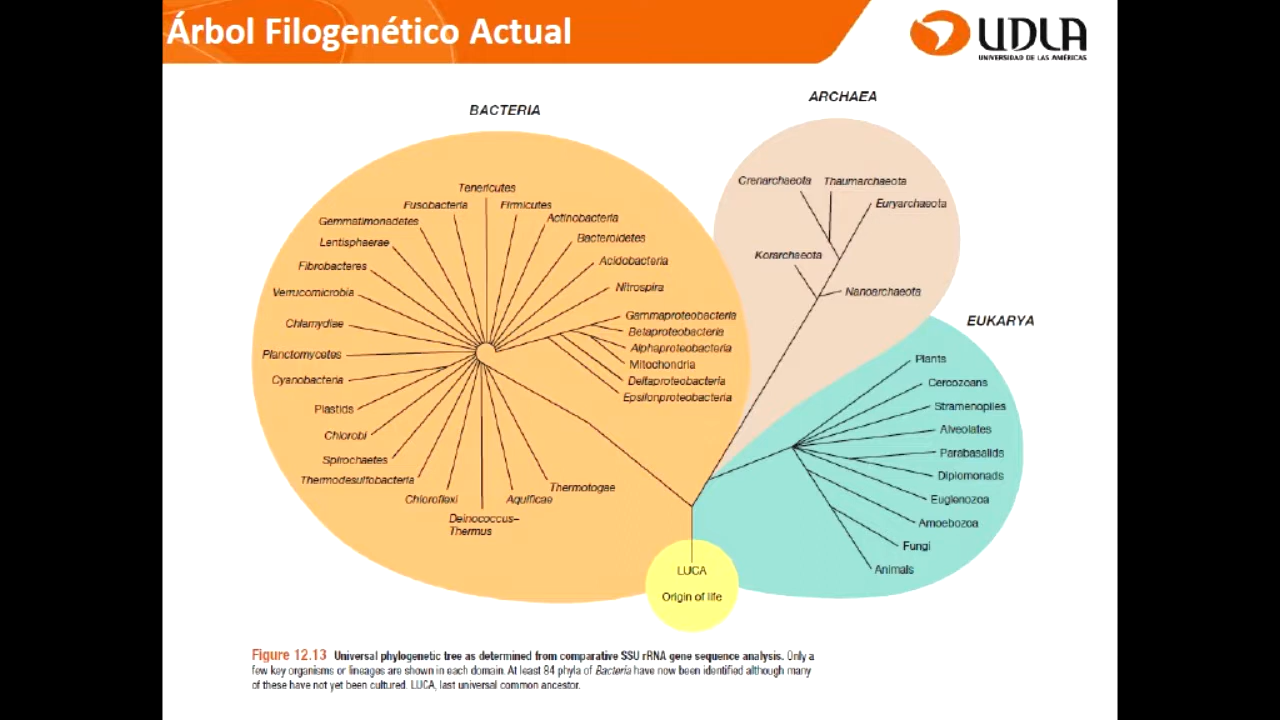 Árbol Filogenético Actual
UDLA
UNIVERSIDAD DE LAS AMÉRICAS
BACTERIA
ARCHAEA
EUKARYA
Tenericutes
Fusobacteria
Firmicutes
Gemmatimonadetes
Actinobacteria
Lentisphaerae
Bacteroidetes
Fibrobacteres
Acidobacteria
Verrucomicrobia
Nitrospira
Chlamydiae
Gammaproteobacteria
Betaproteobacteria
Planctomycetes
Alphaproteobacteria
Mitochondria
Cyanobacteria
Deltaproteobacteria
Epsilonproteobacteria
Plastids
Chlorobi
Spirochaetes
Thermodesulfobacteria
Chloroflexi
Aquificae
Thermotogae
Deinococcus–
Thermus
Crenarchaeota
Thaumarchaeota
Euryarchaeota
Korarchaeota
Nanoarchaeota
Plants
Cercozoans
Stramenopiles
Alveolates
Parabasalids
Diplomonads
Euglenozoa
Amoebozoa
Fungi
Animals
LUCA
Origin of life
Figure 12.13 Universal phylogenetic tree as determined from comparative SSU rRNA gene sequence analysis. Only a
few key organisms or lineages are shown in each domain. At least 84 phyla of Bacteria have now been identified although many
of these have not yet been cultured. LUCA, last universal common ancestor.